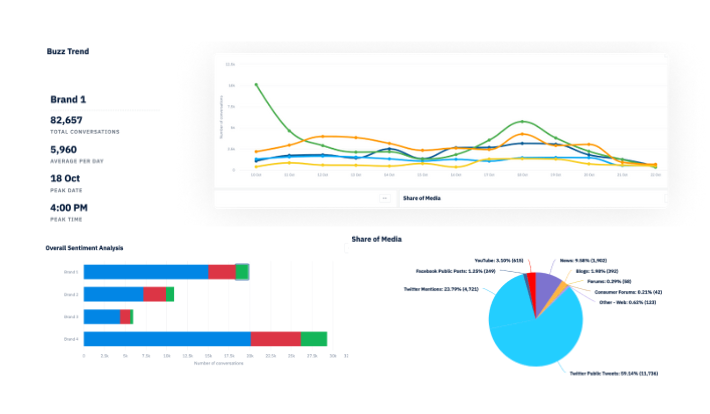 Buzz Trend
Brand 1
82,657
TOTAL CONVERSATIONS
5,960
AVERAGE PER DAY
18 Oct
PEAK DATE
4:00 PM
PEAK TIME
Number of conversations
Share of Media
Share of Media
Overall Sentiment Analysis
Brand 1
Brand 2
Brand 3
Brand 4
0 2.5k 5k 7.5k 10k 12.5k 15k 17.5k 20k 22.5k 25k 27.5k 30k
Number of conversations
YouTube: 3.10% (615)
News: 9.58% (1,902)
Facebook Public Posts: 1.25% (249)
Blogs: 1.98% (392)
Forums: 0.29% (58)
Twitter Mentions: 23.79% (4,721)
Consumer Forums: 0.21% (42)
Other - Web: 0.62% (123)
Twitter Public Tweets: 59.14% (11,736)